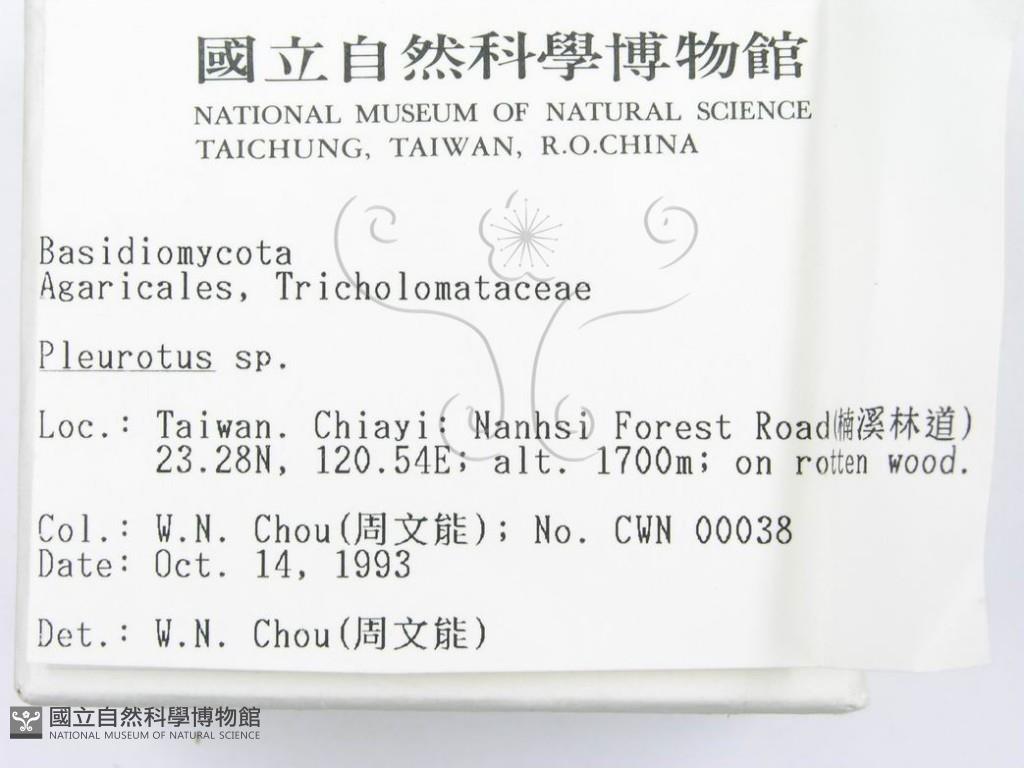 國立自然科學博物館
NATIONAL MUSEUM OF NATURAL SCIENCE
TAICHUNG, TAIWAN, R.O.CHINA
Basidiomycota
Agaricales, Tricholomataceae
Pleurotus sp.
Loc.: Taiwan. Chiayi: Nanhsi Forest Road(楠溪林道)
23.28N, 120.54E; alt. 1700m; on rotten wood.
Col.: W.N. Chou(周文能); No. CWN 00038
Date: Oct. 14, 1993
Det.: W.N. Chou(周文能)
國立自然科學博物館
NATIONAL MUSEUM OF NATURAL SCIENCE